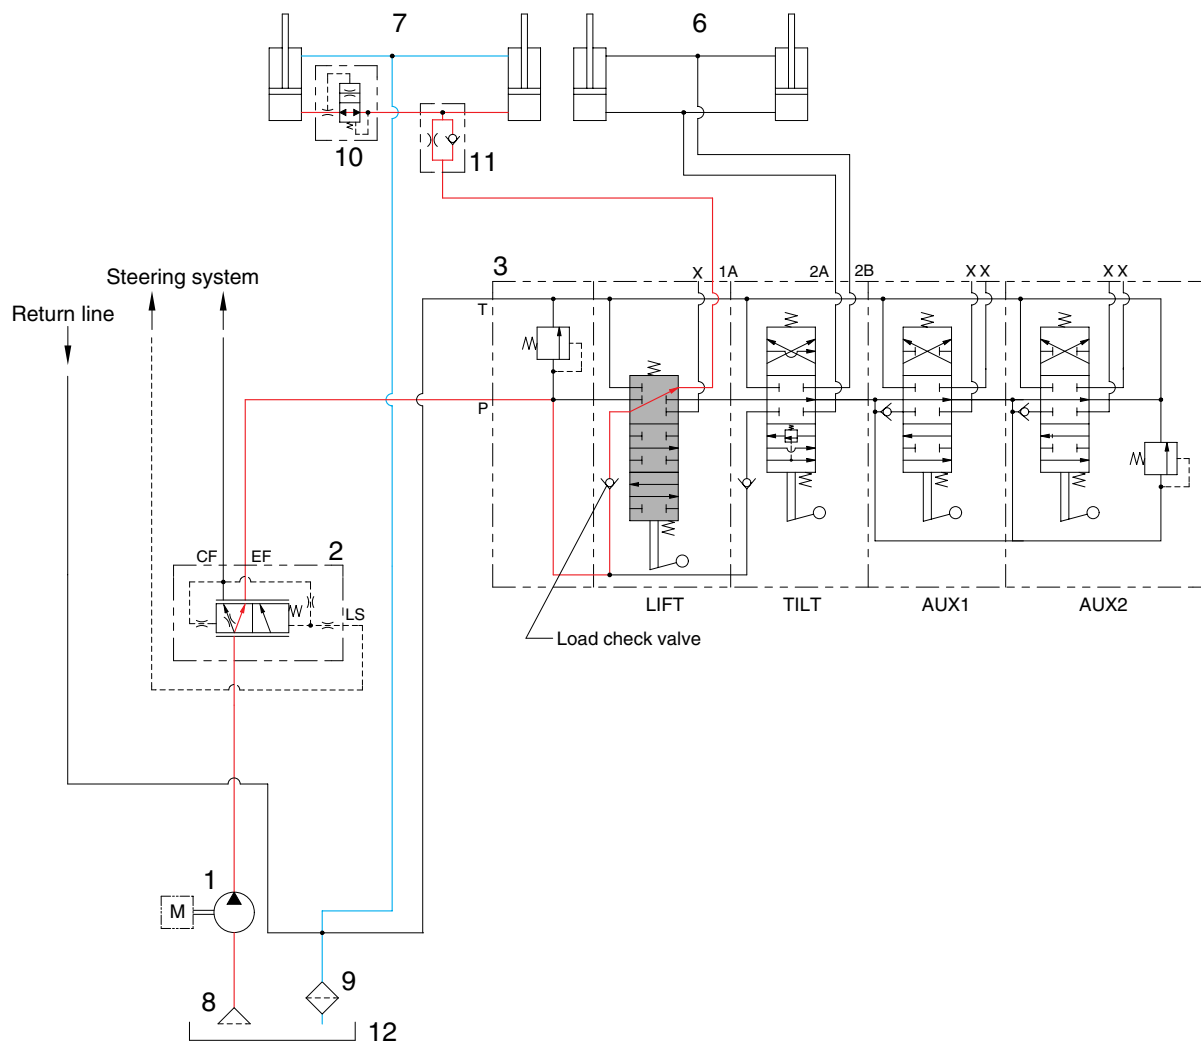 7
6
10
11
Steering system
3
X
1A
2A
2B
X X
X X
Return line
T
P
CF
EF
2
LS
LIFT
TILT
AUX1
AUX2
Load check valve
1
M
9
8
12